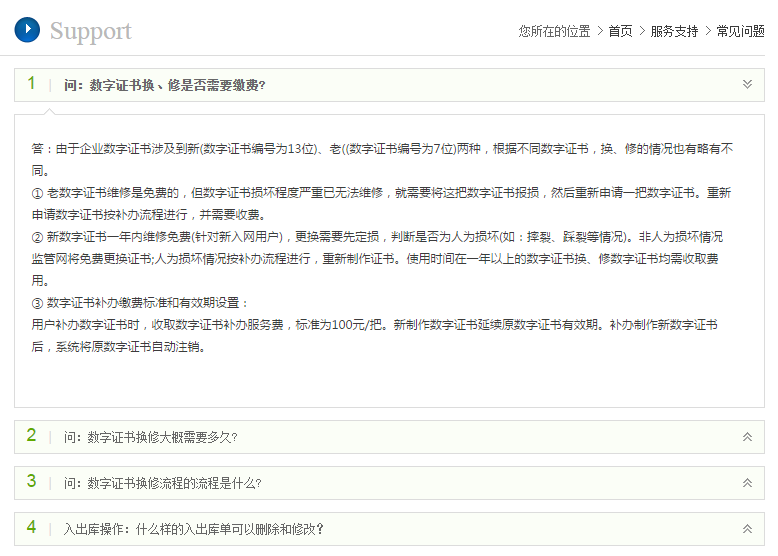 Support
您所在的位置 > 首页 > 服务支持 > 常见问题
1 | 问：数字证书换、修是否需要缴费？
答：由于企业数字证书涉及到新(数字证书编号为13位)、老((数字证书编号为7位)两种，根据不同数字证书，换、修的情况也有略有不
同。
① 老数字证书维修是免费的，但数字证书损坏程度严重已无法维修，就需要将这把数字证书报损，然后重新申请一把数字证书。重新
申请数字证书按补办流程进行，并需要收费。
② 新数字证书一年内维修免费(针对新入网用户)，更换需要先定损，判断是否为人为损坏(如：摔裂、踩裂等情况)。非人为损坏情况
监管网将免费更换证书;人为损坏情况按补办流程进行，重新制作证书。使用时间在一年以上的数字证书换、修数字证书均需收取费
用。
③ 数字证书补办缴费标准和有效期设置：
用户补办数字证书时，收取数字证书补办服务费，标准为100元/把。新制作数字证书延续原数字证书有效期。补办制作新数字证书
后，系统将原数字证书自动注销。
2 | 问：数字证书换修大概需要多久?
3 | 问：数字证书换修流程的流程是什么?
4 | 入出库操作：什么样的入出库单可以删除和修改？